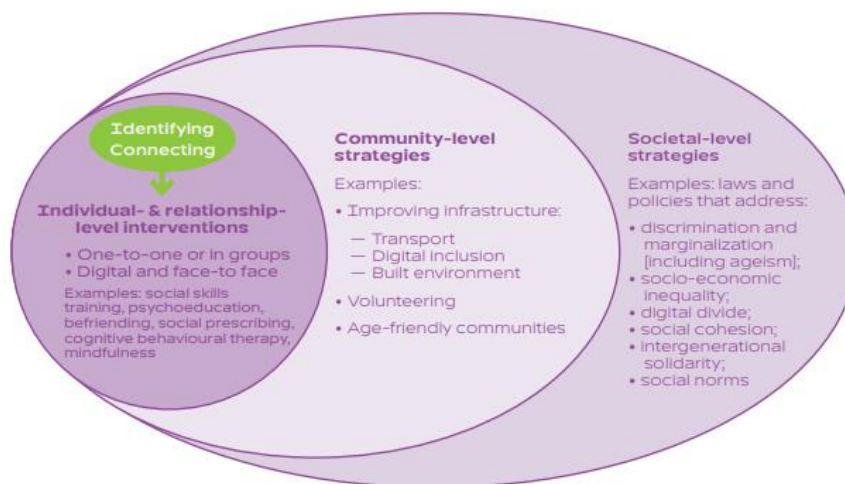 Identifying
Connecting
Individual- & relationship-
level interventions
• One-to-one or in groups
• Digital and face-to face
Examples: social skills
training, psychoeducation,
befriending, social prescribing,
cognitive behavioural therapy,
mindfulness
Community-level
strategies
Examples:
• Improving infrastructure:
— Transport
— Digital inclusion
— Built environment
• Volunteering
• Age-friendly communities
Societal-level
strategies
Examples: laws and
policies that address:
• discrimination and
marginalization
[including ageism];
• socio-economic
inequality;
• digital divide;
• social cohesion;
• intergenerational
solidarity;
• social norms